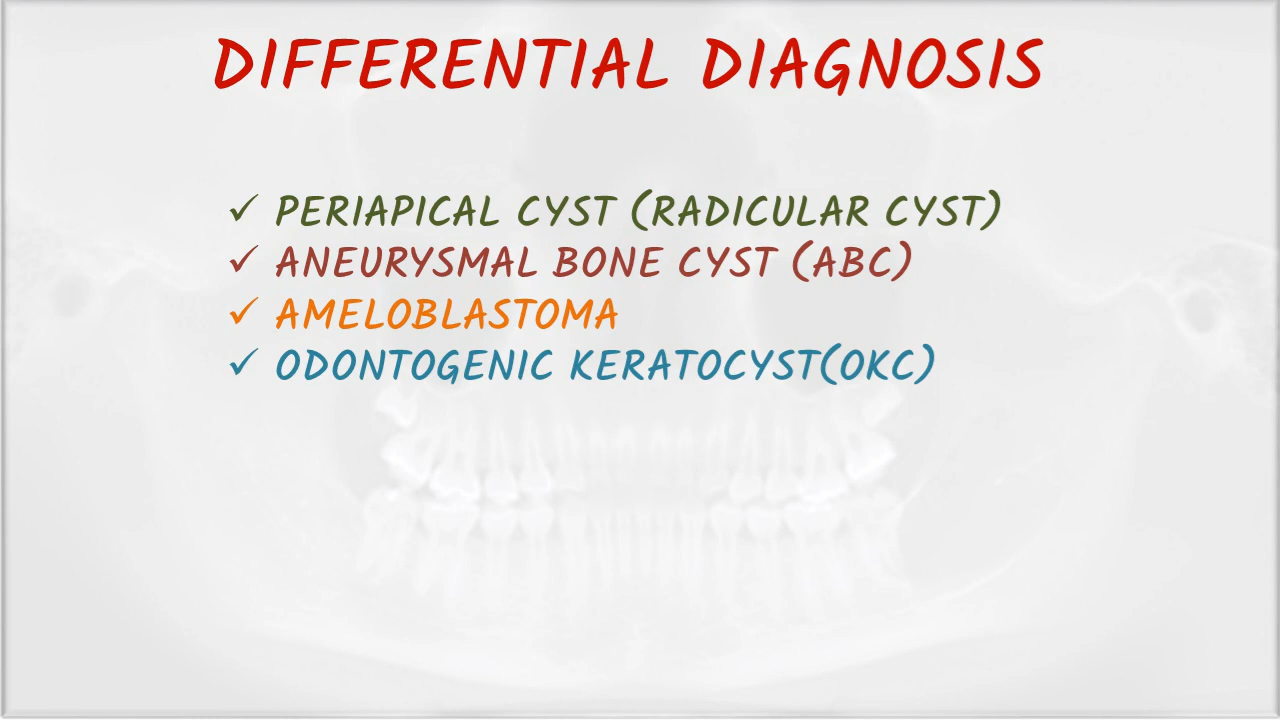 DIFFERENTIAL DIAGNOSIS
✓ PERIAPICAL CYST (RADICULAR CYST)
✓ ANEURYSMAL BONE CYST (ABC)
✓ AMELOBLASTOMA
✓ ODONTOGENIC KERATOCYST(OKC)